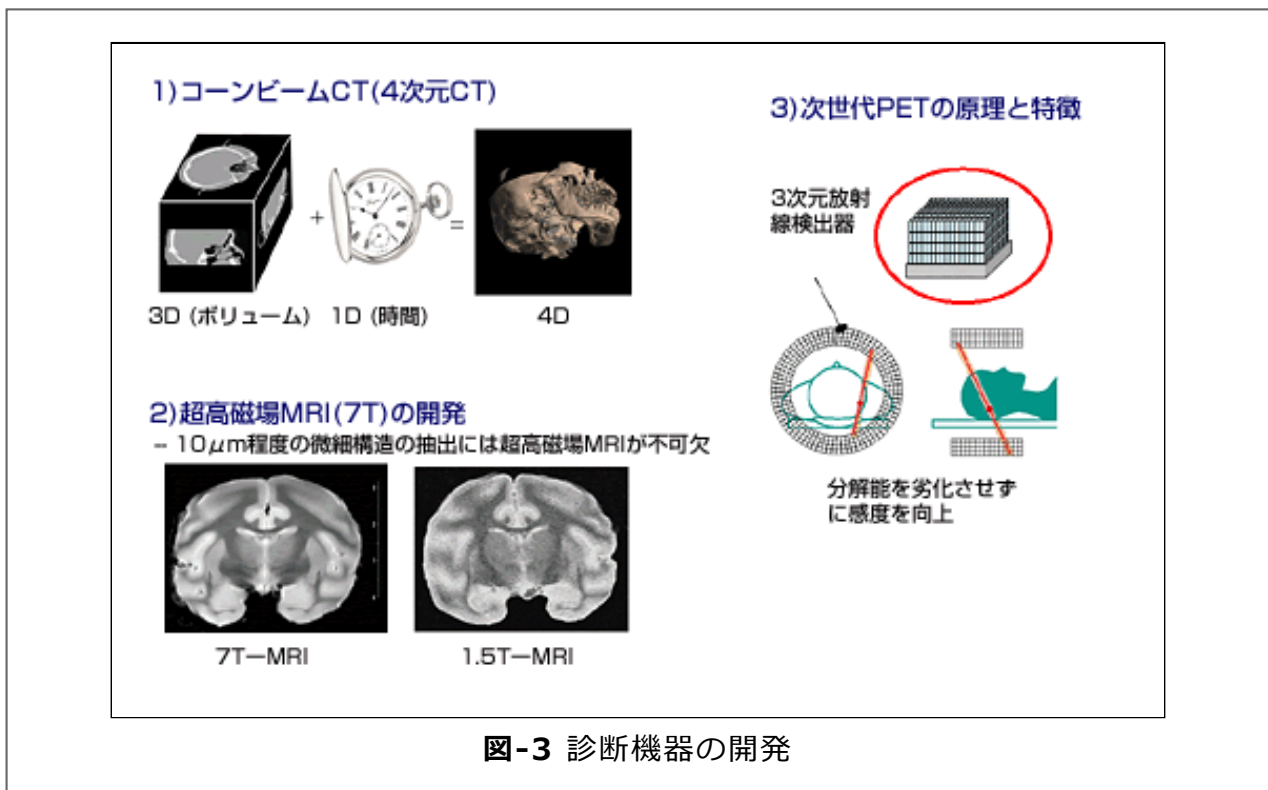 1)コーンビームCT(4次元CT)
+
=
3D (ボリューム)
1D (時間)
4D
2)超高磁場MRI(7T)の開発
– 10μm程度の微細構造の抽出には超高磁場MRIが不可欠
7T－MRI
1.5T－MRI
3)次世代PETの原理と特徴
3次元放射
線検出器
分解能を劣化させず
に感度を向上
図-3 診断機器の開発